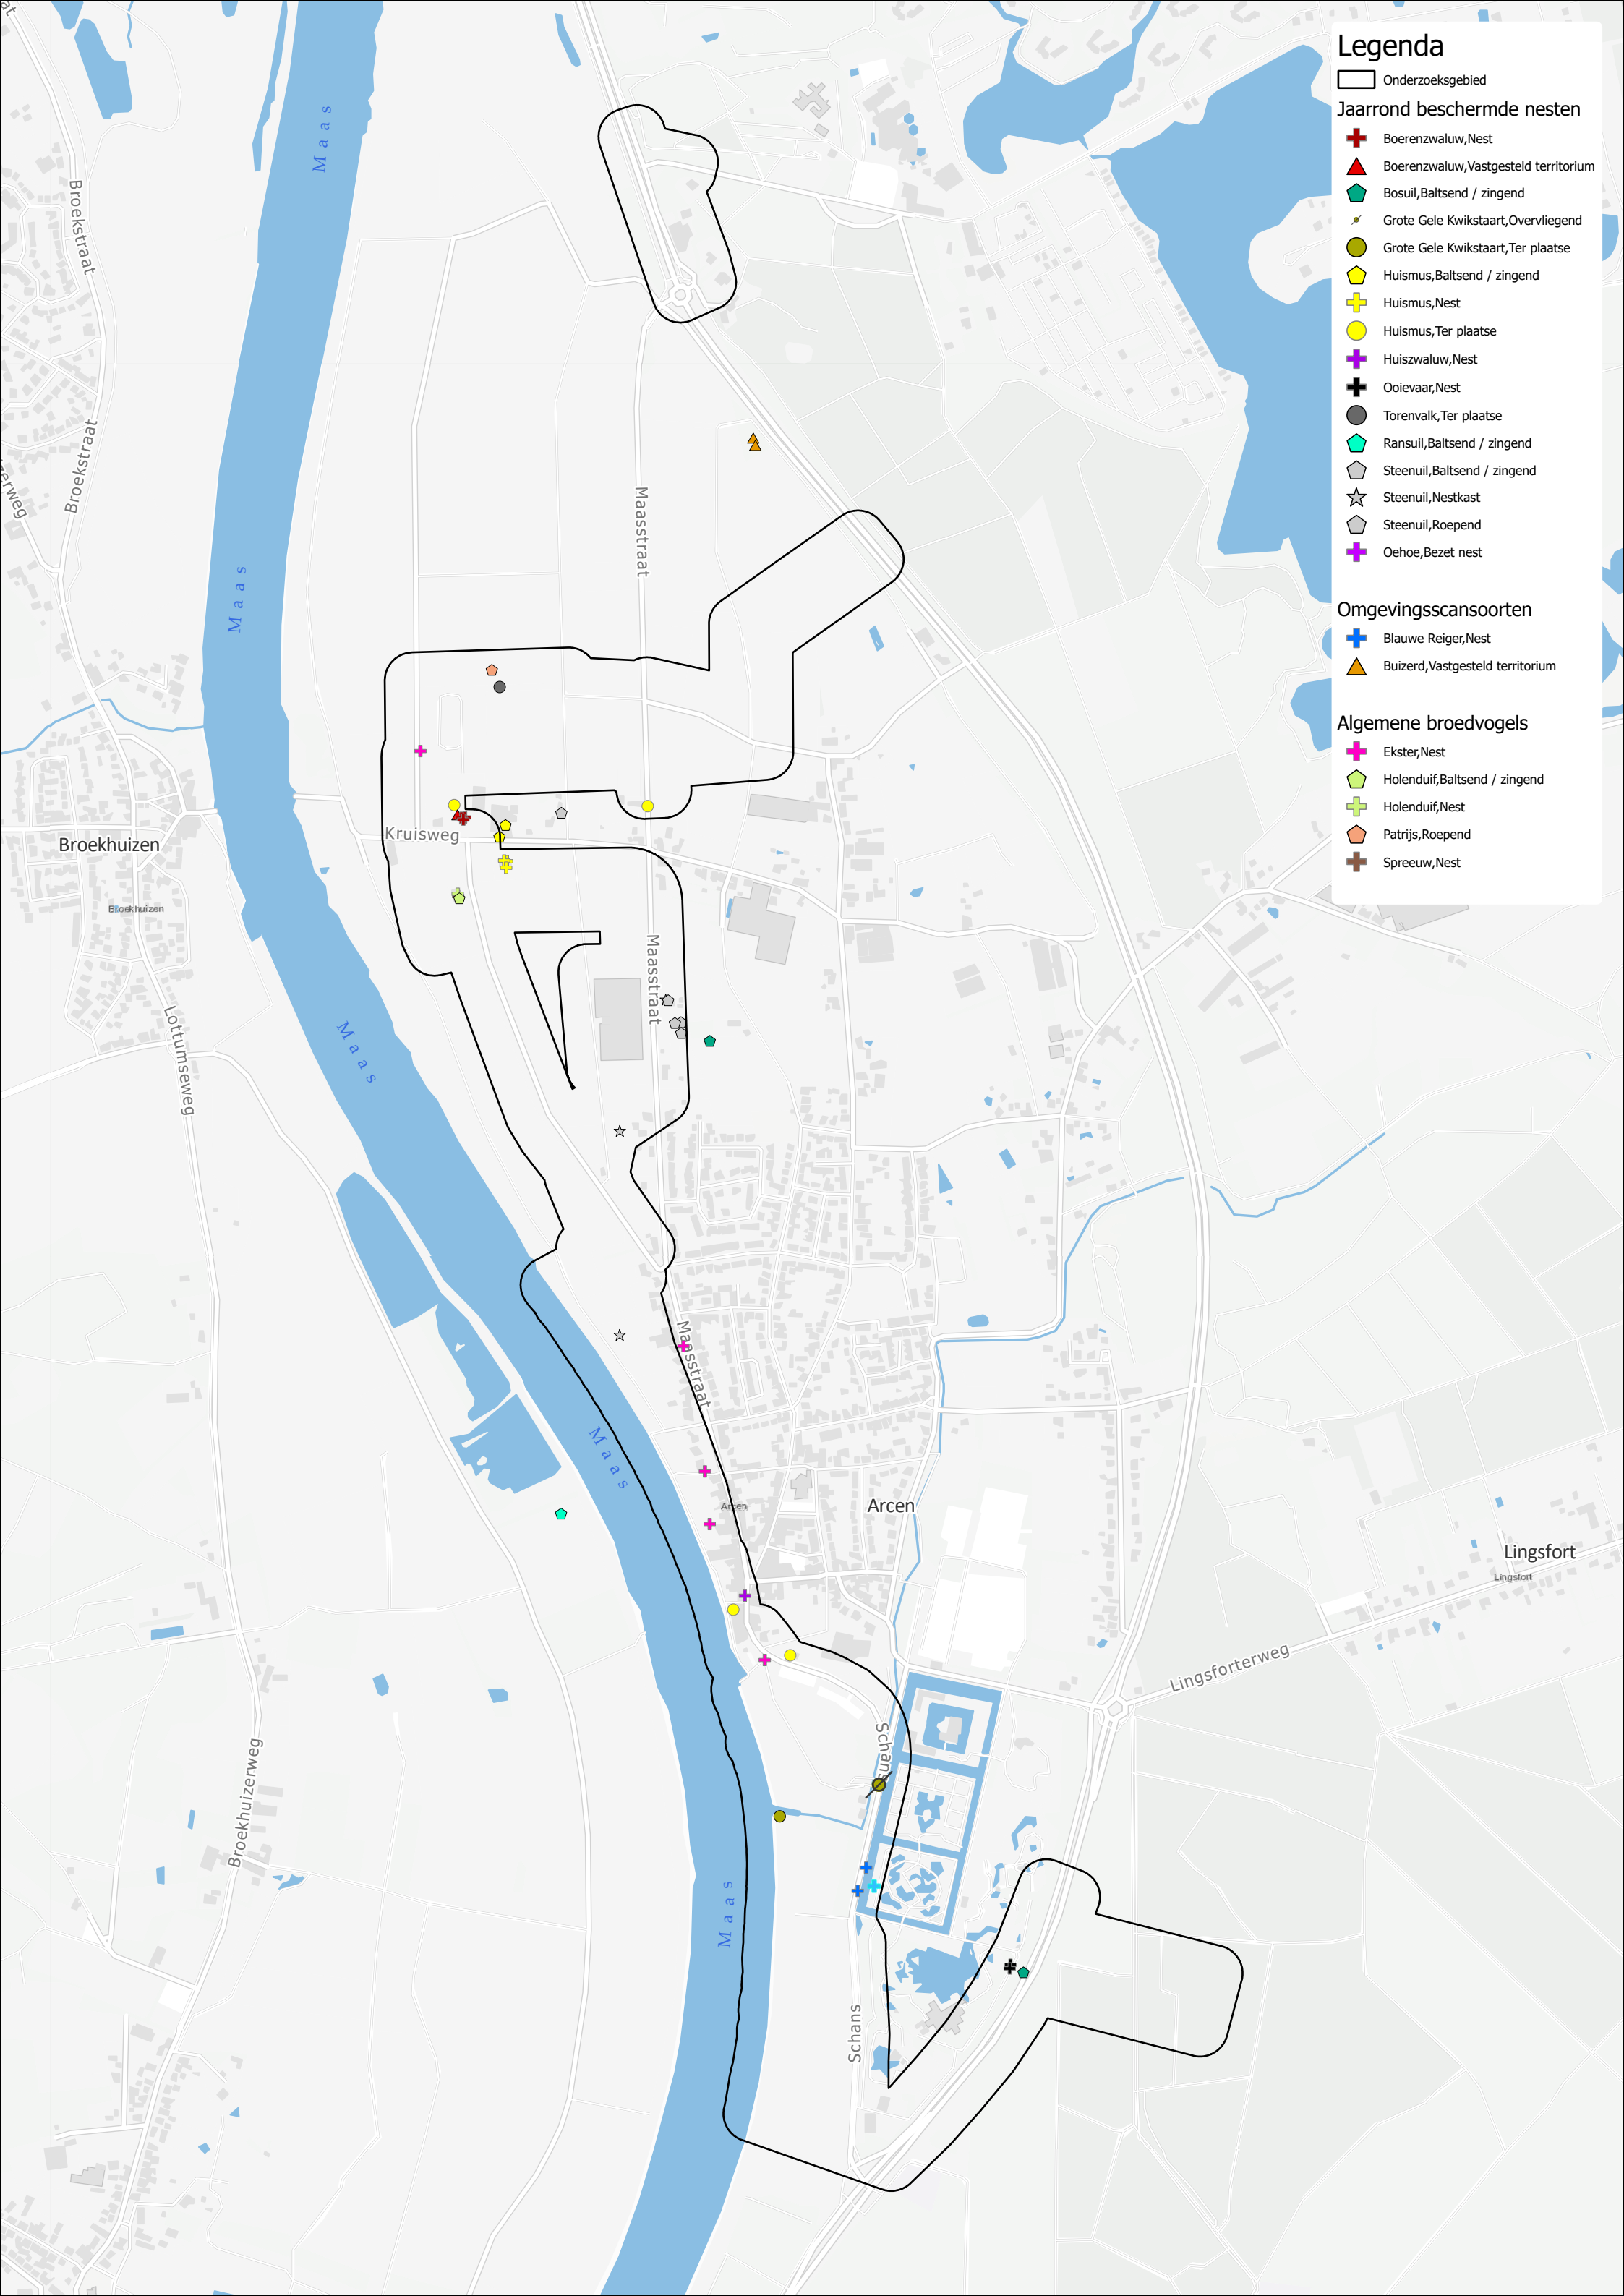 Legenda
Onderzoeksgebied
Jaarrond beschermde nesten
Boerenzwaluw,Nest
Boerenzwaluw,Vastgesteld territorium
Bosuil,Baltsend / zingend
Grote Gele Kwikstaart,Overvliegend
Grote Gele Kwikstaart,Ter plaatse
Huismus,Baltsend / zingend
Huismus,Nest
Huismus,Ter plaatse
Huiszwaluw,Nest
Ooievaar,Nest
Torenvalk,Ter plaatse
Ransuil,Baltsend / zingend
Steenuil,Baltsend / zingend
Steenuil,Nestkast
Steenuil,Roepend
Oehoe,Bezet nest
Omgevingsscansoorten
Blauwe Reiger,Nest
Buizerd,Vastgesteld territorium
Algemene broedvogels
Ekster,Nest
Holenduif,Baltsend / zingend
Holenduif,Nest
Patrijs,Roepend
Spreeuw,Nest
Maas
Broekstraat
Broekstraat
Maasstraat
Maas
Kruisweg
Broekhuizen
Broekhuizen
Maasstraat
Lottumseweg
Maas
Maasstraat
Maas
Arcen
Arcen
Lingsfort
Lingsfort
Lingsforterweg
Schans
Broekhuizerweg
Maas
Schans